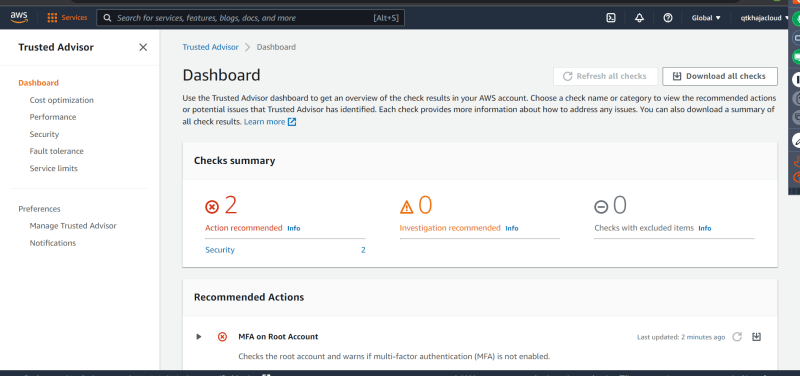 aws
Services
Search for services, features, blogs, docs, and more
[Alt+S]
Global
qtkhajacloud
Trusted Advisor
Dashboard
Cost optimization
Performance
Security
Fault tolerance
Service limits
Preferences
Manage Trusted Advisor
Notifications
Trusted Advisor > Dashboard
Dashboard
Refresh all checks
Download all checks
Use the Trusted Advisor dashboard to get an overview of the check results in your AWS account. Choose a check name or category to view the recommended actions
or potential issues that Trusted Advisor has identified. Each check provides more information about how to address any issues. You can also download a summary of
all check results. Learn more
Checks summary
2
Action recommended Info
Security 2
0
Investigation recommended Info
0
Checks with excluded items Info
Recommended Actions
MFA on Root Account
Last updated: 2 minutes ago
Checks the root account and warns if multi-factor authentication (MFA) is not enabled.